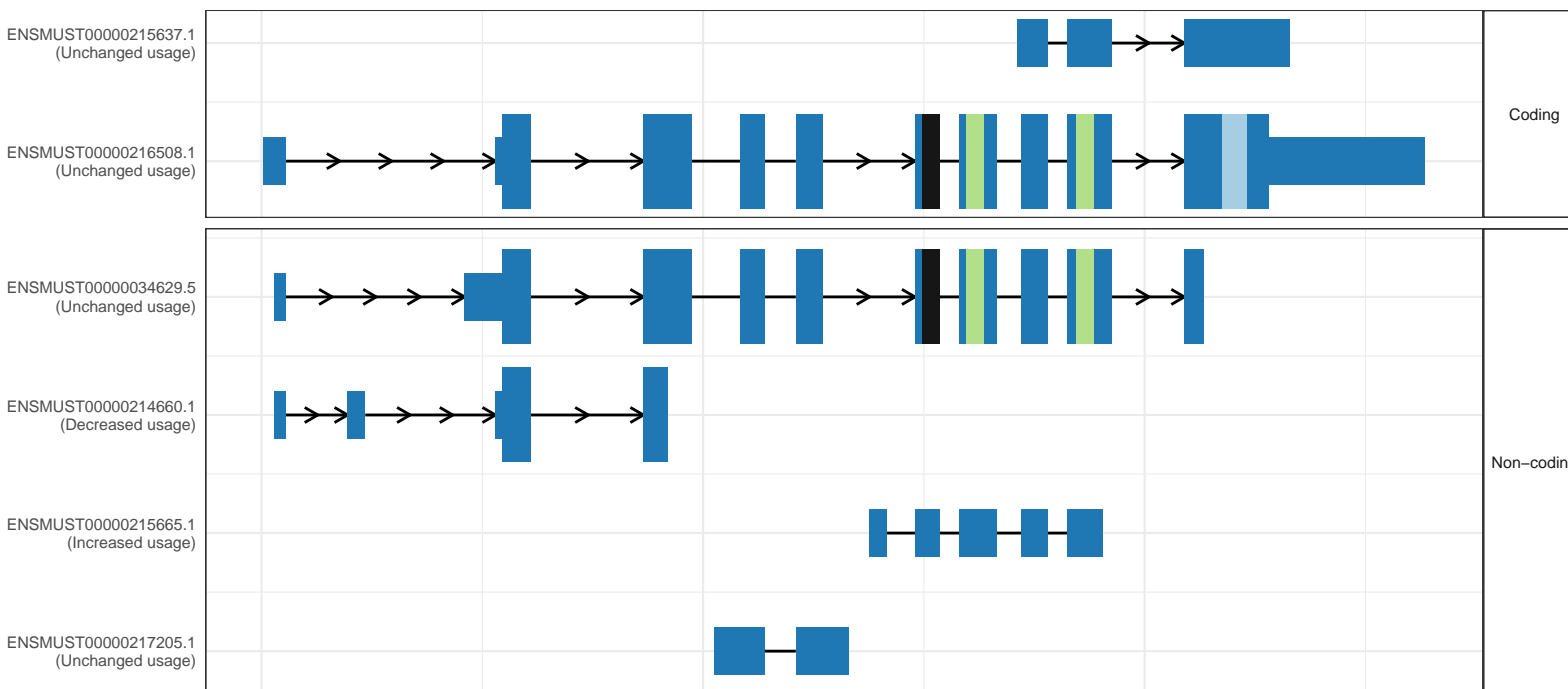 ENSMUST00000215637.1
(Unchanged usage)
ENSMUST00000216508.1
(Unchanged usage)
Coding
ENSMUST00000034629.5
(Unchanged usage)
ENSMUST00000214660.1
(Decreased usage)
Non−codin
ENSMUST00000215665.1
(Increased usage)
ENSMUST00000217205.1
(Unchanged usage)